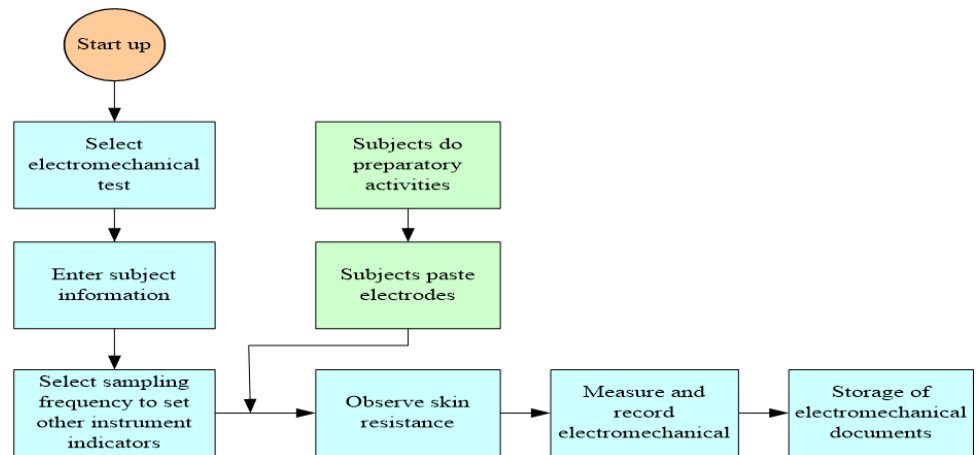 Start up
Select
electromechanical
test
Subjects do
preparatory
activities
Enter subject
information
Subjects paste
electrodes
Select sampling
frequency to set
other instrument
indicators
Observe skin
resistance
Measure and
record
electromechanical
Storage of
electromechanical
documents